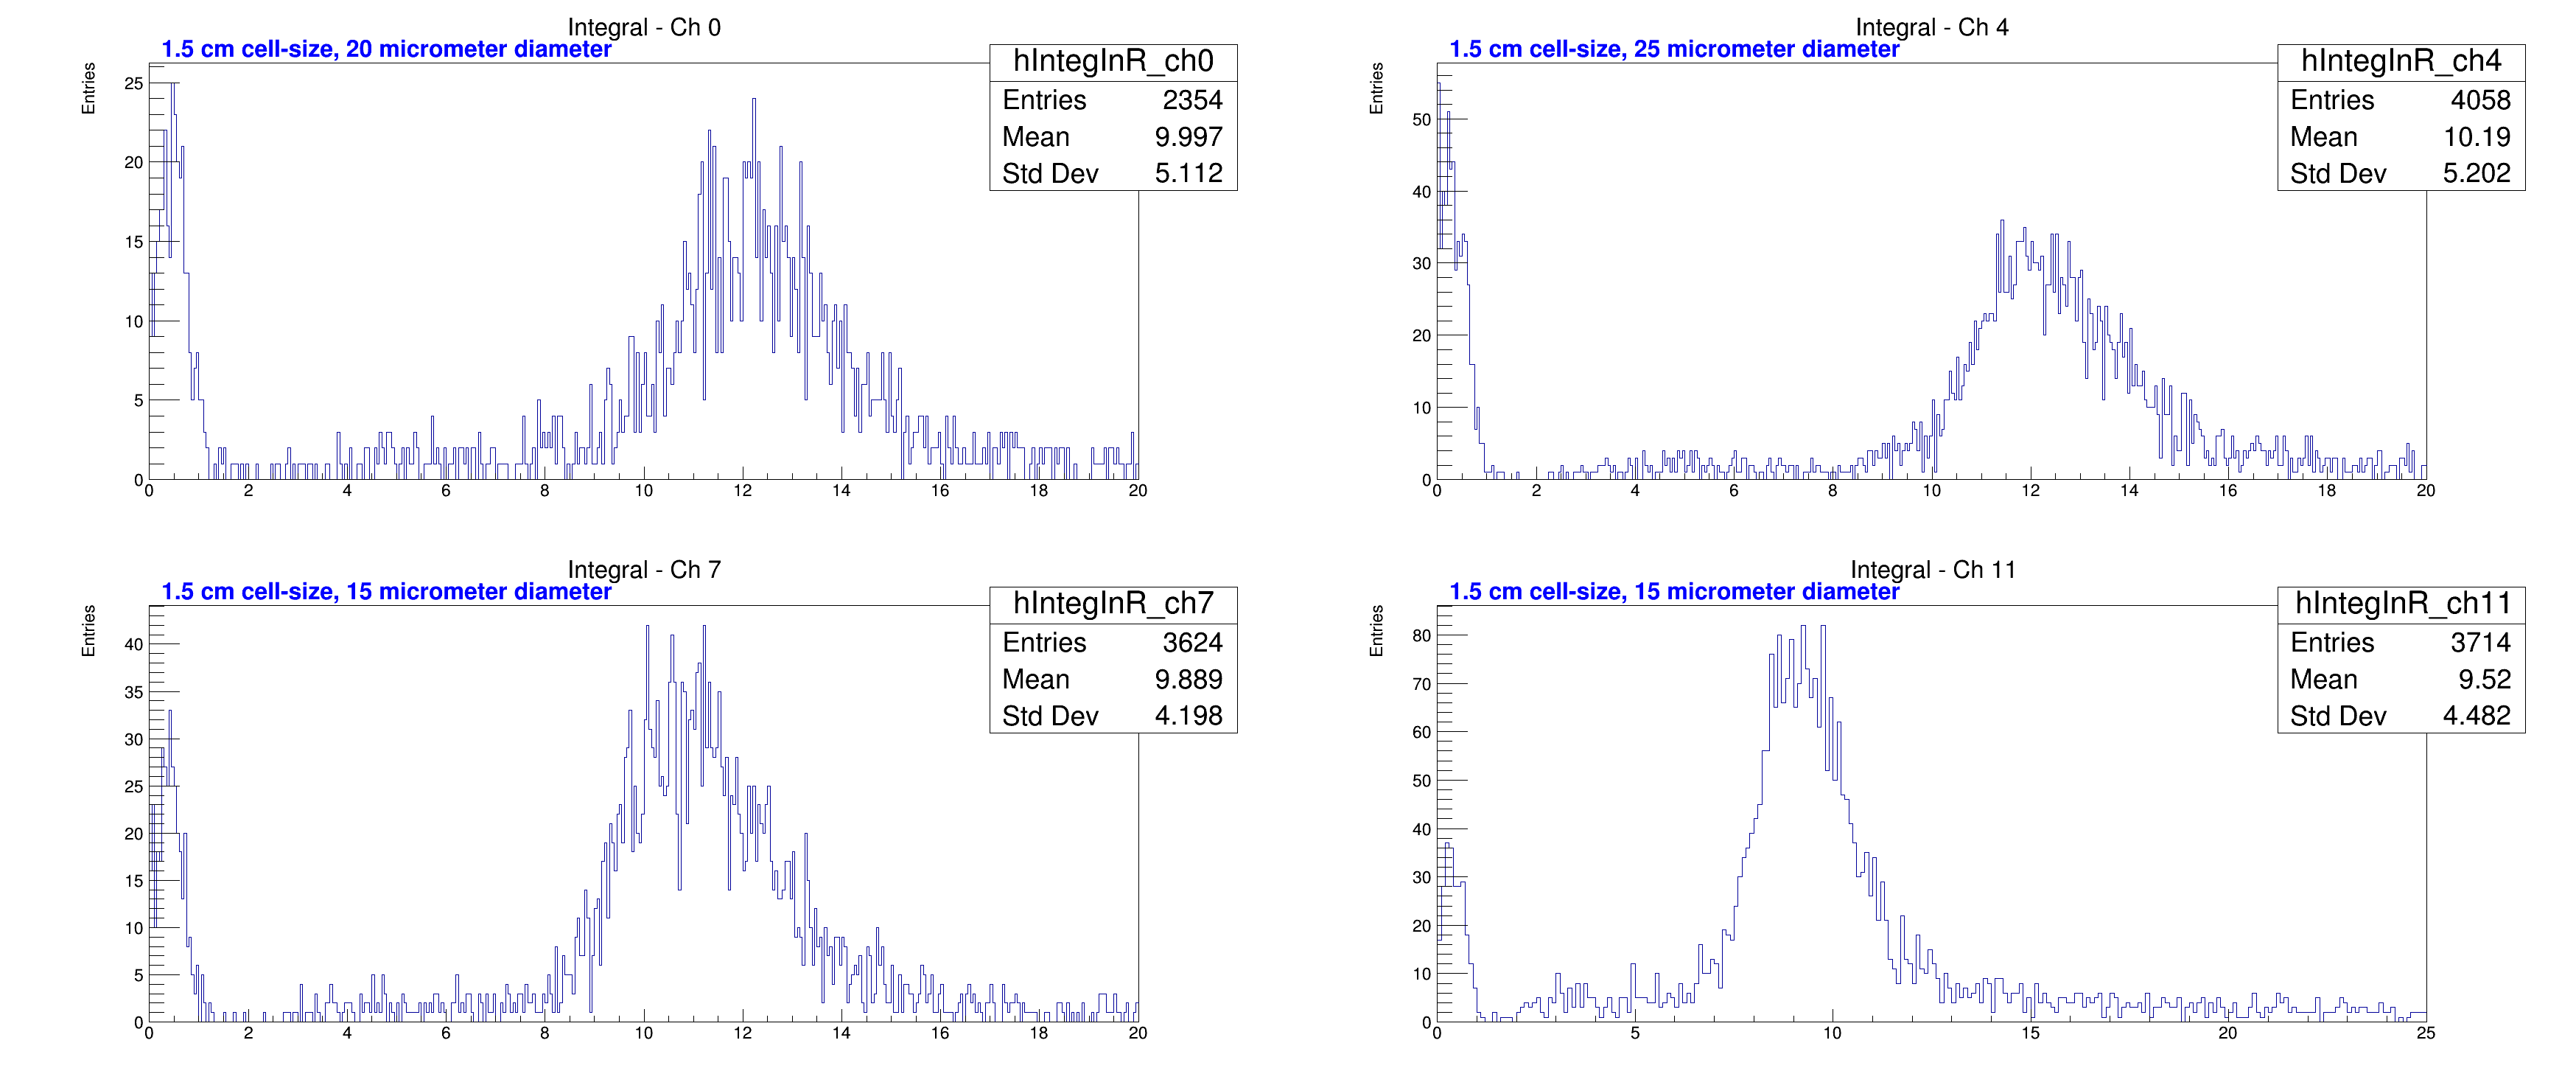 Integral - Ch 0
1.5 cm cell-size, 20 micrometer diameter
Entries
hIntegInR_ch0
Entries 2354
Mean 9.997
Std Dev 5.112
25
20
15
10
5
0
0 2 4 6 8 10 12 14 16 18 20
Integral - Ch 4
1.5 cm cell-size, 25 micrometer diameter
Entries
hIntegInR_ch4
Entries 4058
Mean 10.19
Std Dev 5.202
50
40
30
20
10
0
0 2 4 6 8 10 12 14 16 18 20
Integral - Ch 7
1.5 cm cell-size, 15 micrometer diameter
Entries
hIntegInR_ch7
Entries 3624
Mean 9.889
Std Dev 4.198
40
35
30
25
20
15
10
5
0
0 2 4 6 8 10 12 14 16 18 20
Integral - Ch 11
1.5 cm cell-size, 15 micrometer diameter
Entries
hIntegInR_ch11
Entries 3714
Mean 9.52
Std Dev 4.482
80
70
60
50
40
30
20
10
0
0 5 10 15 20 25